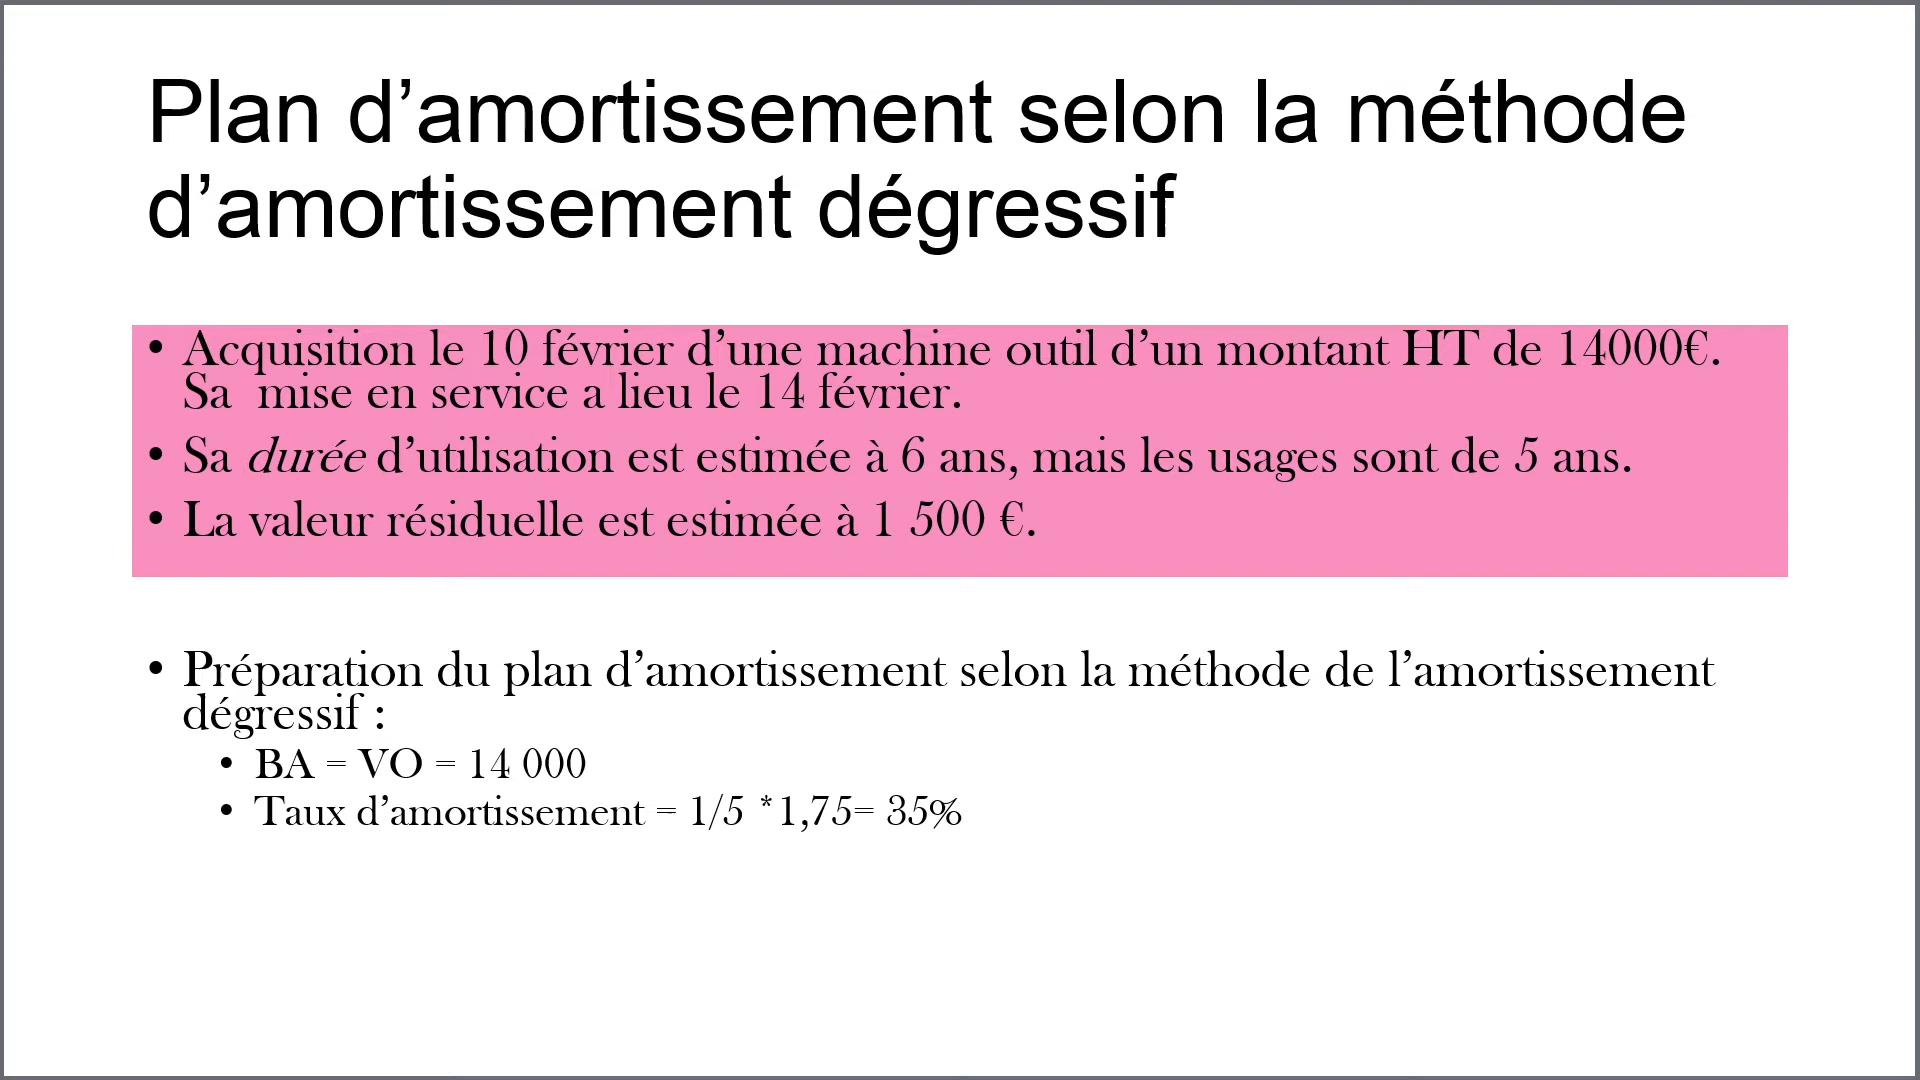 Plan d’amortissement selon la méthode
d’amortissement dégressif
• Acquisition le 10 février d’une machine outil d’un montant HT de 14000€.
Sa  mise en service a lieu le 14 février.
• Sa durée d’utilisation est estimée à 6 ans, mais les usages sont de 5 ans.
• La valeur résiduelle est estimée à 1 500 €.
• Préparation du plan d’amortissement selon la méthode de l’amortissement
dégressif :
• BA = VO = 14 000
• Taux d’amortissement = 1/5 *1,75= 35%